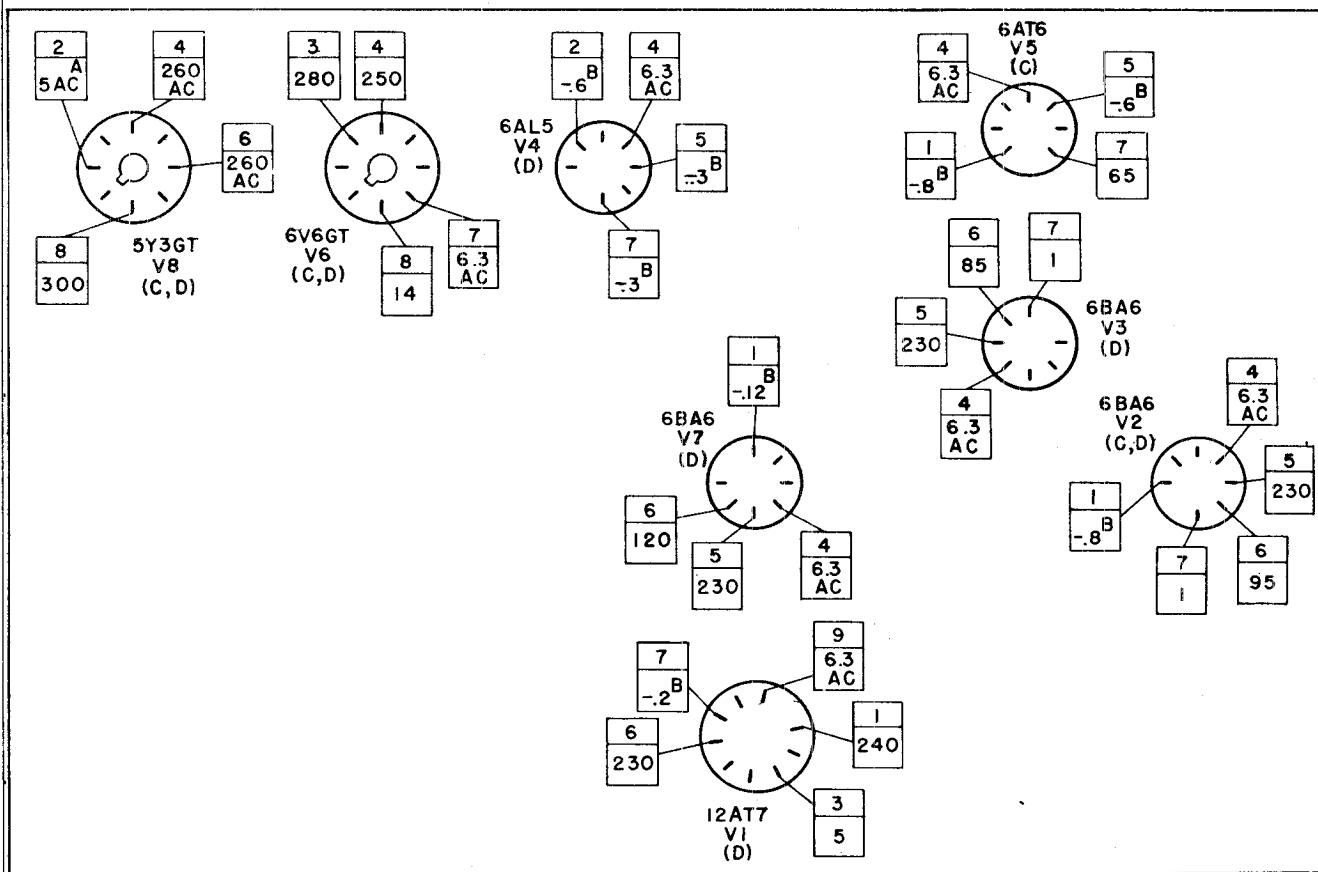 2
5AC A
4
260
AC
6
260
AC
8
300
5Y3GT
V8
(C,D)
3
280
4
250
7
6.3
AC
8
14
6V6GT
V6
(C,D)
2
-.6 B
4
6.3
AC
5
-.3 B
7
-.3 B
6AL5
V4
(D)
6AT6
V5
(C)
4
6.3
AC
5
-.6 B
1
-.8 B
7
65
6
85
7
1
5
230
4
6.3
AC
6BA6
V3
(D)
1
-.12 B
6BA6
V7
(D)
6
120
5
230
4
6.3
AC
6BA6
V2
(C,D)
4
6.3
AC
5
230
1
-.8 B
7
1
6
95
7
-.2 B
9
6.3
AC
6
230
1
240
3
5
12AT7
V1
(D)